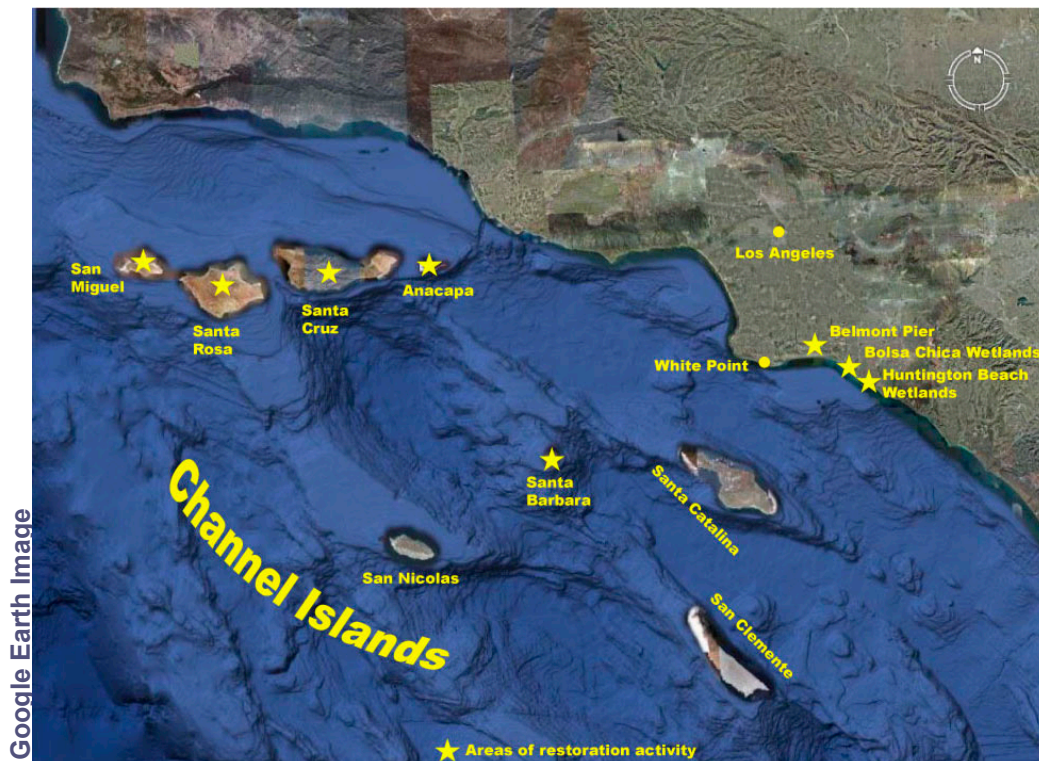 N
Los Angeles
San
Miguel
Santa
Rosa
Santa
Cruz
Anacapa
Belmont Pier
Bolsa Chica Wetlands
White Point
Huntington Beach
Wetlands
Santa
Barbara
Santa Catalina
Channel Islands
San Nicolas
San Clemente
Areas of restoration activity
Google Earth Image